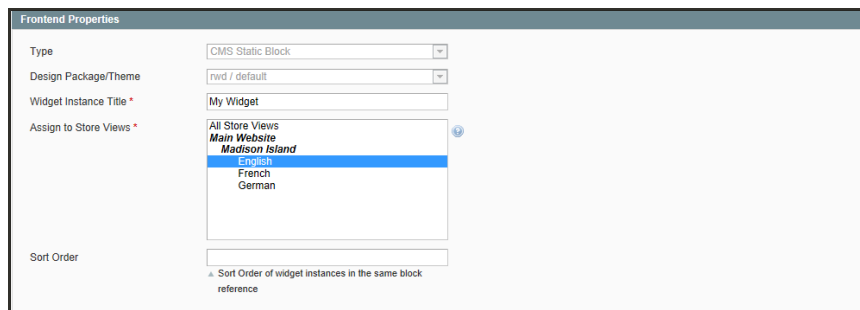 Frontend Properties
Type CMS Static Block
Design Package/Theme rwd / default
Widget Instance Title * My Widget
Assign to Store Views * All Store Views
Main Website
Madison Island
English
French
German
Sort Order
Sort Order of widget instances in the same block
reference